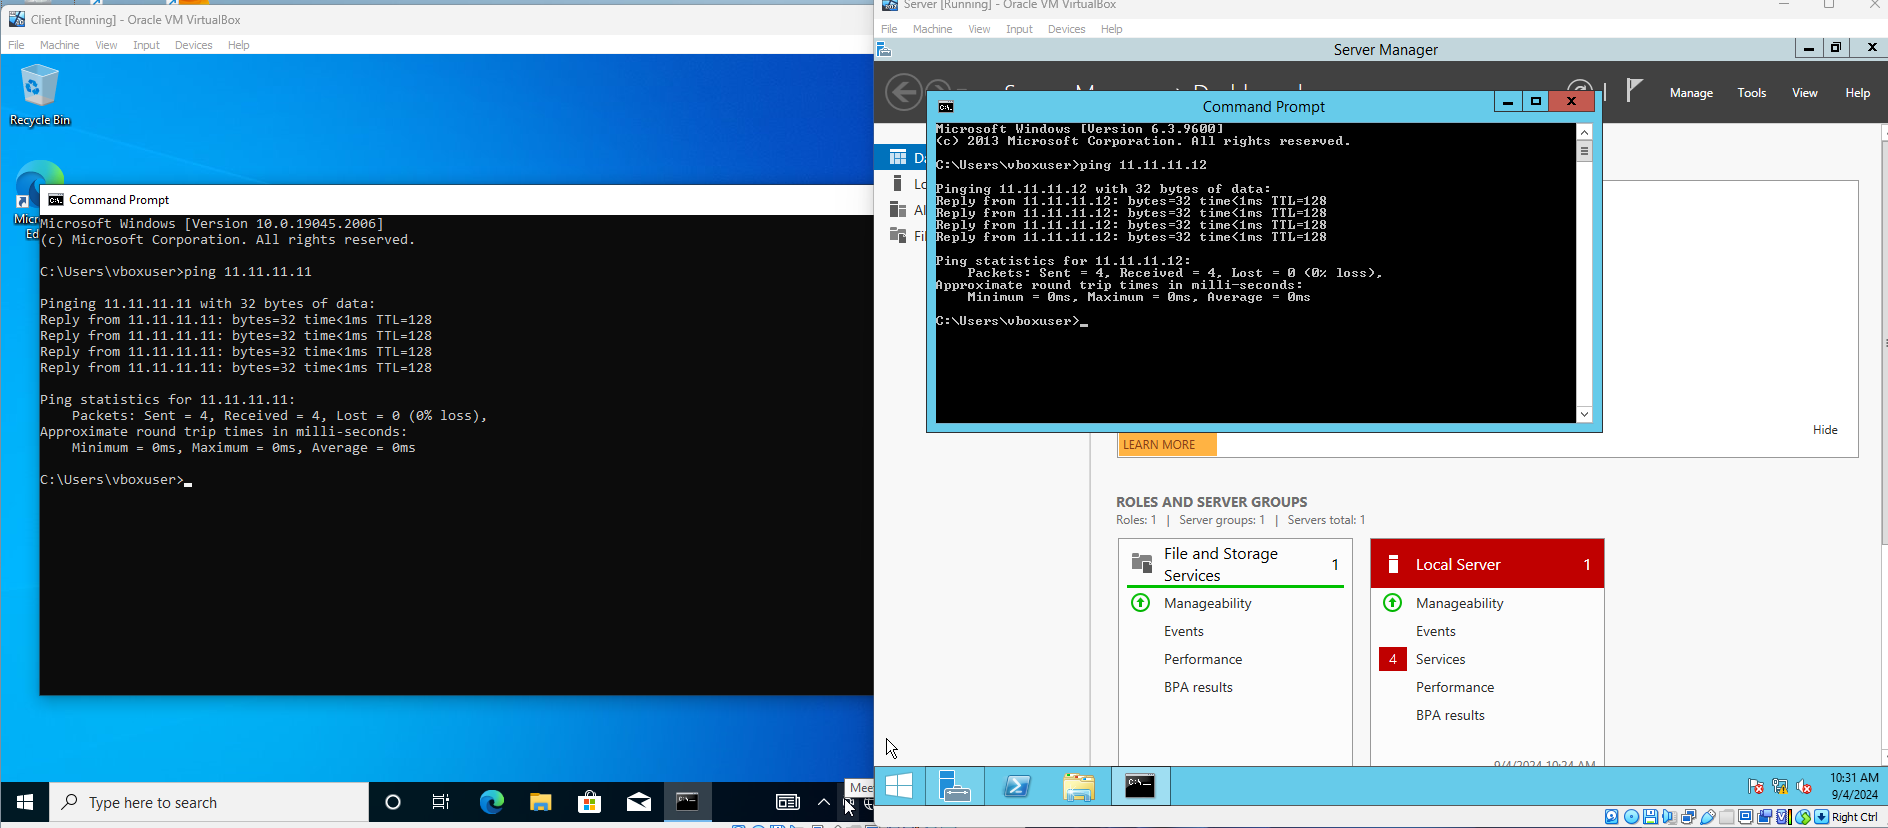 Client [Running] - Oracle VM VirtualBox
File Machine View Input Devices Help
Recycle Bin
Command Prompt
Microsoft Windows [Version 10.0.19045.2006]
(c) Microsoft Corporation. All rights reserved.
C:\Users\vboxuser>ping 11.11.11.11
Pinging 11.11.11.11 with 32 bytes of data:
Reply from 11.11.11.11: bytes=32 time<1ms TTL=128
Reply from 11.11.11.11: bytes=32 time<1ms TTL=128
Reply from 11.11.11.11: bytes=32 time<1ms TTL=128
Reply from 11.11.11.11: bytes=32 time<1ms TTL=128
Ping statistics for 11.11.11.11:
Packets: Sent = 4, Received = 4, Lost = 0 (0% loss),
Approximate round trip times in milli-seconds:
Minimum = 0ms, Maximum = 0ms, Average = 0ms
C:\Users\vboxuser>
Type here to search
Mee
Server [Running] - Oracle VM VirtualBox
File Machine View Input Devices Help
Server Manager
Manage Tools View Help
Command Prompt
Microsoft Windows [Version 6.3.9600]
(c) 2013 Microsoft Corporation. All rights reserved.
C:\Users\vboxuser>ping 11.11.11.12
Pinging 11.11.11.12 with 32 bytes of data:
Reply from 11.11.11.12: bytes=32 time<1ms TTL=128
Reply from 11.11.11.12: bytes=32 time<1ms TTL=128
Reply from 11.11.11.12: bytes=32 time<1ms TTL=128
Reply from 11.11.11.12: bytes=32 time<1ms TTL=128
Ping statistics for 11.11.11.12:
Packets: Sent = 4, Received = 4, Lost = 0 (0% loss),
Approximate round trip times in milli-seconds:
Minimum = 0ms, Maximum = 0ms, Average = 0ms
C:\Users\vboxuser>
LEARN MORE
Hide
ROLES AND SERVER GROUPS
Roles: 1 | Server groups: 1 | Servers total: 1
File and Storage
Services 1
Manageability
Events
Performance
BPA results
Local Server 1
Manageability
Events
4 Services
Performance
BPA results
9/4/2024 10:24 AM
10:31 AM
9/4/2024
Right Ctrl